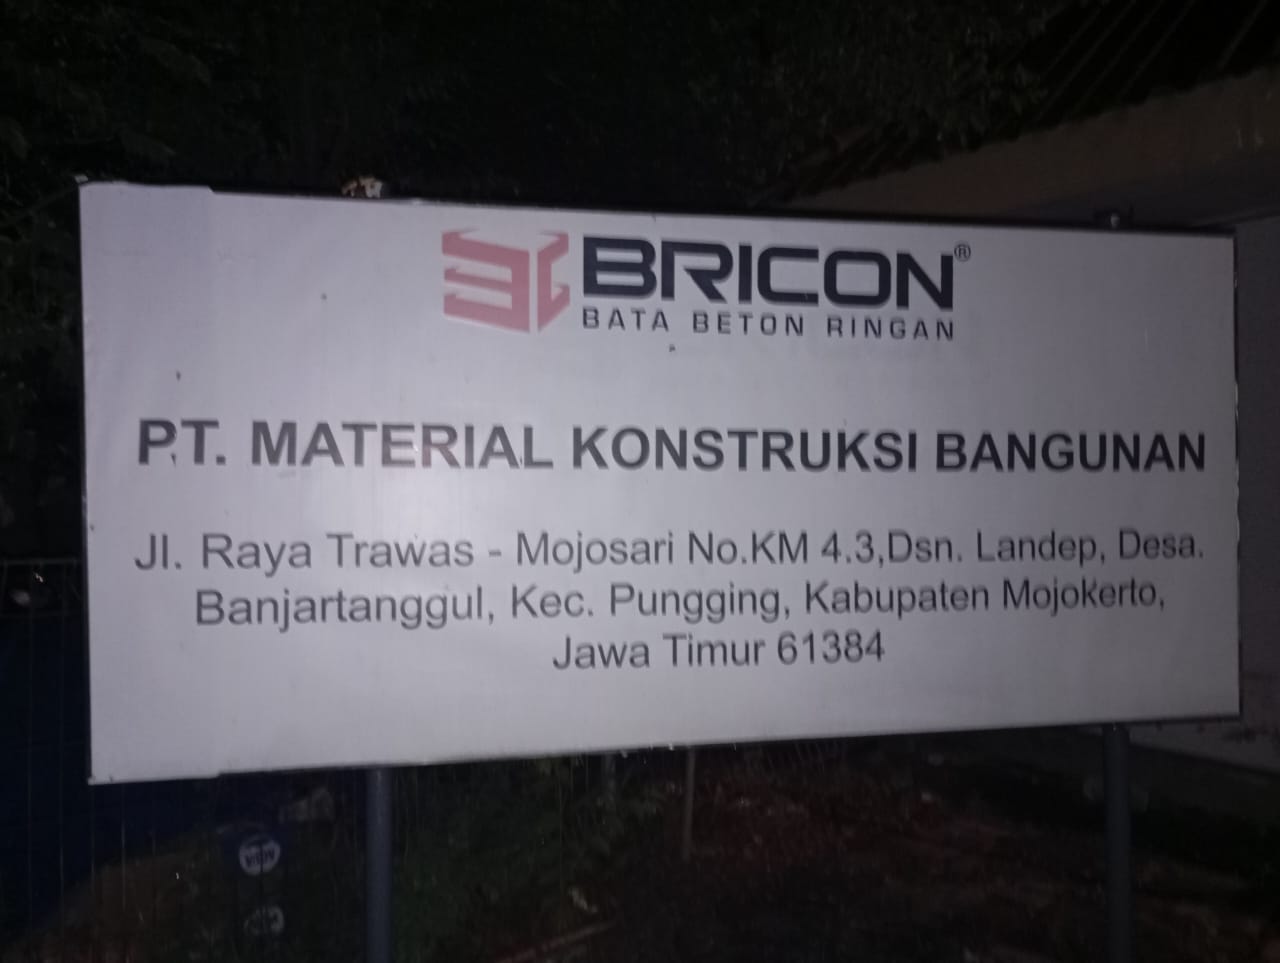 BRICON®
BATA BETON RINGAN
PT. MATERIAL KONSTRUKSI BANGUNAN
Jl. Raya Trawas - Mojosari No.KM 4.3,Dsn. Landep, Desa.
Banjartanggul, Kec. Pungging, Kabupaten Mojokerto,
Jawa Timur 61384